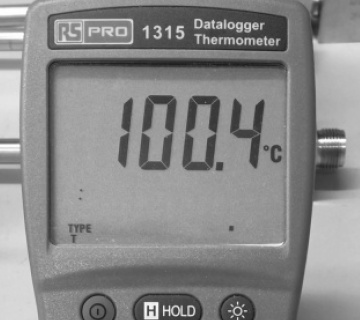 RS PRO 1315 Datalogger
Thermometer
100.4 °C
:
TYPE
T
H HOLD